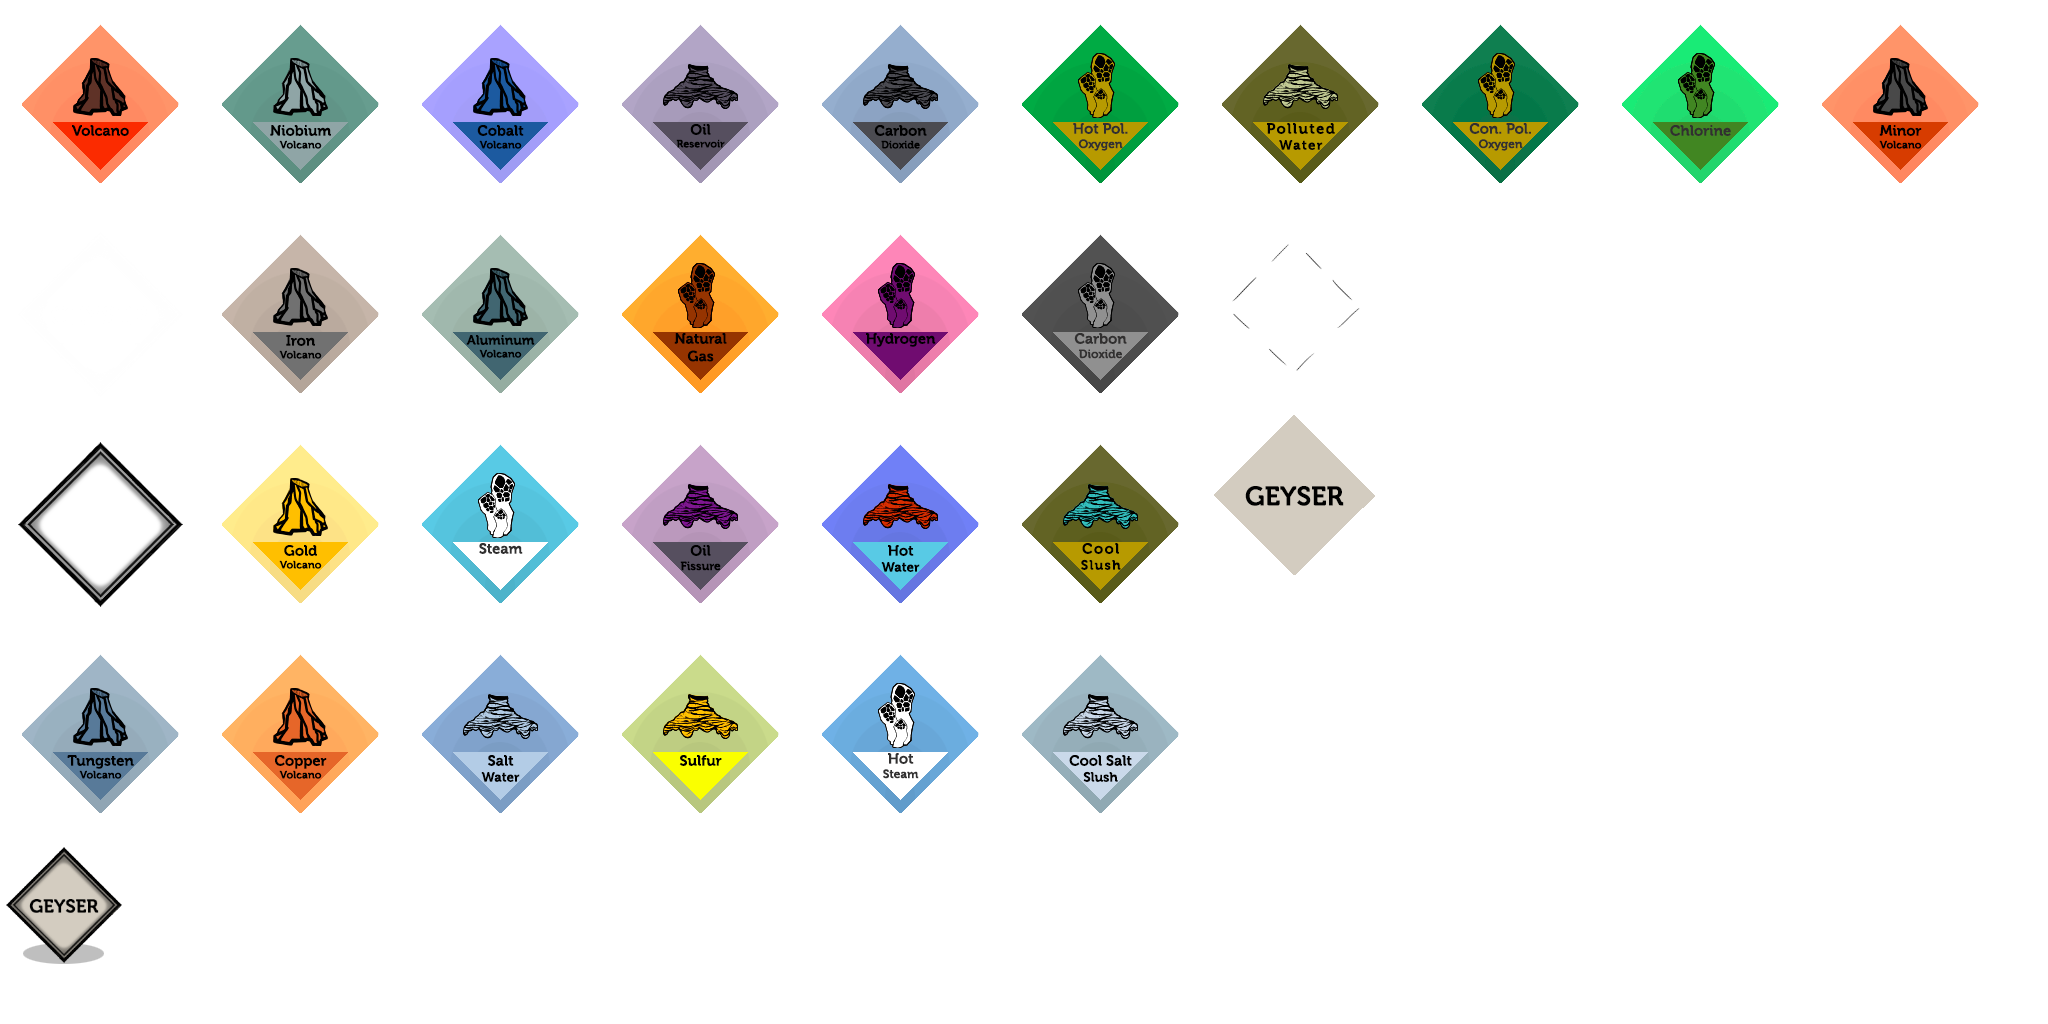 Volcano
Niobium
Volcano
Cobalt
Volcano
Oil
Reservoir
Carbon
Dioxide
Hot Pol.
Oxygen
Polluted
Water
Con. Pol.
Oxygen
Chlorine
Minor
Volcano
Iron
Volcano
Aluminum
Volcano
Natural
Gas
Hydrogen
Carbon
Dioxide
Gold
Volcano
Steam
Oil
Fissure
Hot
Water
Cool
Slush
GEYSER
Tungsten
Volcano
Copper
Volcano
Salt
Water
Sulfur
Hot
Steam
Cool Salt
Slush
GEYSER